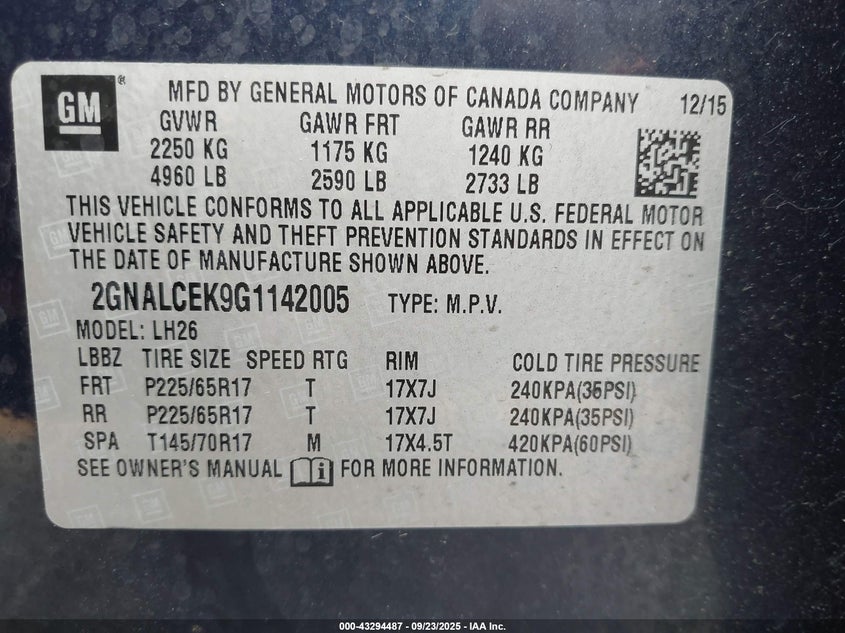 GM ® MFD BY GENERAL MOTORS OF CANADA COMPANY 12/15
GVWR GAWR FRT GAWR RR
2250 KG 1175 KG 1240 KG
4960 LB 2590 LB 2733 LB
THIS VEHICLE CONFORMS TO ALL APPLICABLE U.S. FEDERAL MOTOR
VEHICLE SAFETY AND THEFT PREVENTION STANDARDS IN EFFECT ON
THE DATE OF MANUFACTURE SHOWN ABOVE.
2GNALCEK9G1142005 TYPE: M.P.V.
MODEL: LH26
LBBZ TIRE SIZE SPEED RTG RIM COLD TIRE PRESSURE
FRT P225/65R17 T 17X7J 240KPA(35PSI)
RR P225/65R17 T 17X7J 240KPA(35PSI)
SPA T145/70R17 M 17X4.5T 420KPA(60PSI)
SEE OWNER'S MANUAL FOR MORE INFORMATION.
000-43294487 - 09/23/2025 - IAA Inc.